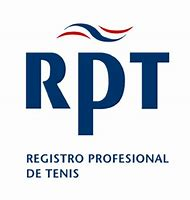 RPT
REGISTRO PROFESIONAL
DE TENIS